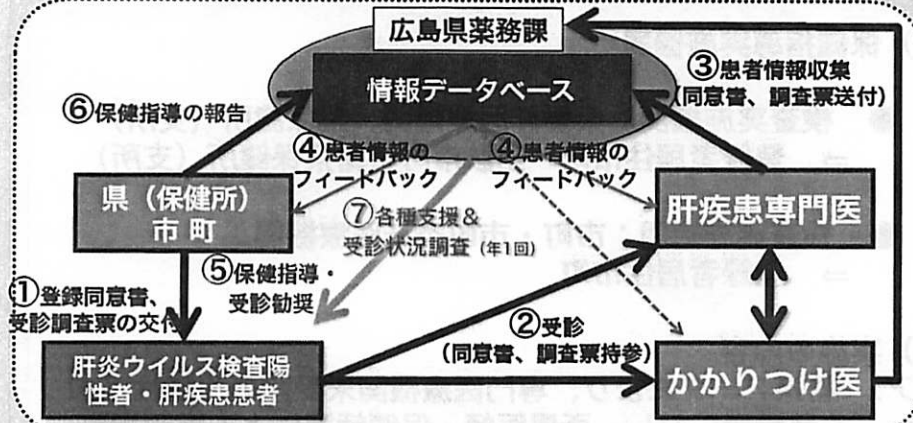 広島県薬務課
情報データベース
③患者情報収集
(同意書、調査票送付)
⑥保健指導の報告
④患者情報の
フィードバック
④患者情報の
フィードバック
県（保健所）
市 町
肝疾患専門医
⑦各種支援＆
受診状況調査（年1回）
⑤保健指導・
受診勧奨
①登録同意書、
受診調査票の交付
②受診
(同意書、調査票持参)
肝炎ウイルス検査陽
性者・肝疾患患者
かかりつけ医